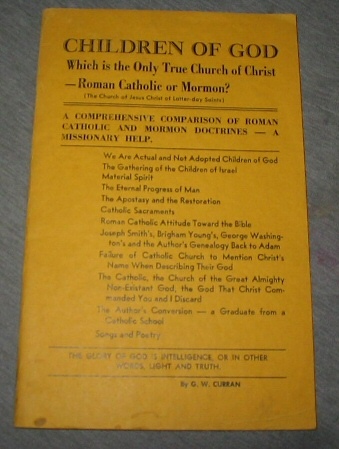 CHILDREN OF GOD
Which is the Only True Church of Christ
—Roman Catholic or Mormon?
(The Church of Jesus Christ of Latter-day Saints)
A COMPREHENSIVE COMPARISON OF ROMAN
CATHOLIC AND MORMON DOCTRINES — A
MISSIONARY HELP.
We Are Actual and Not Adopted Children of God
The Gathering of the Children of Israel
Material Spirit
The Eternal Progress of Man
The Apostasy and the Restoration
Catholic Sacraments
Roman Catholic Attitude Toward the Bible
Joseph Smith's, Brigham Young's, George Washing-
ton's and the Author's Genealogy Back to Adam
Failure of Catholic Church to Mention Christ's
Name When Describing Their God
The Catholic, the Church of the Great Almighty
Non-Existant God, the God That Christ Com-
manded You and I Discard
The Author's Conversion — a Graduate from a
Catholic School
Songs and Poetry
THE GLORY OF GOD IS INTELLIGENCE, OR IN OTHER
WORDS, LIGHT AND TRUTH.
By G. W. CURRAN